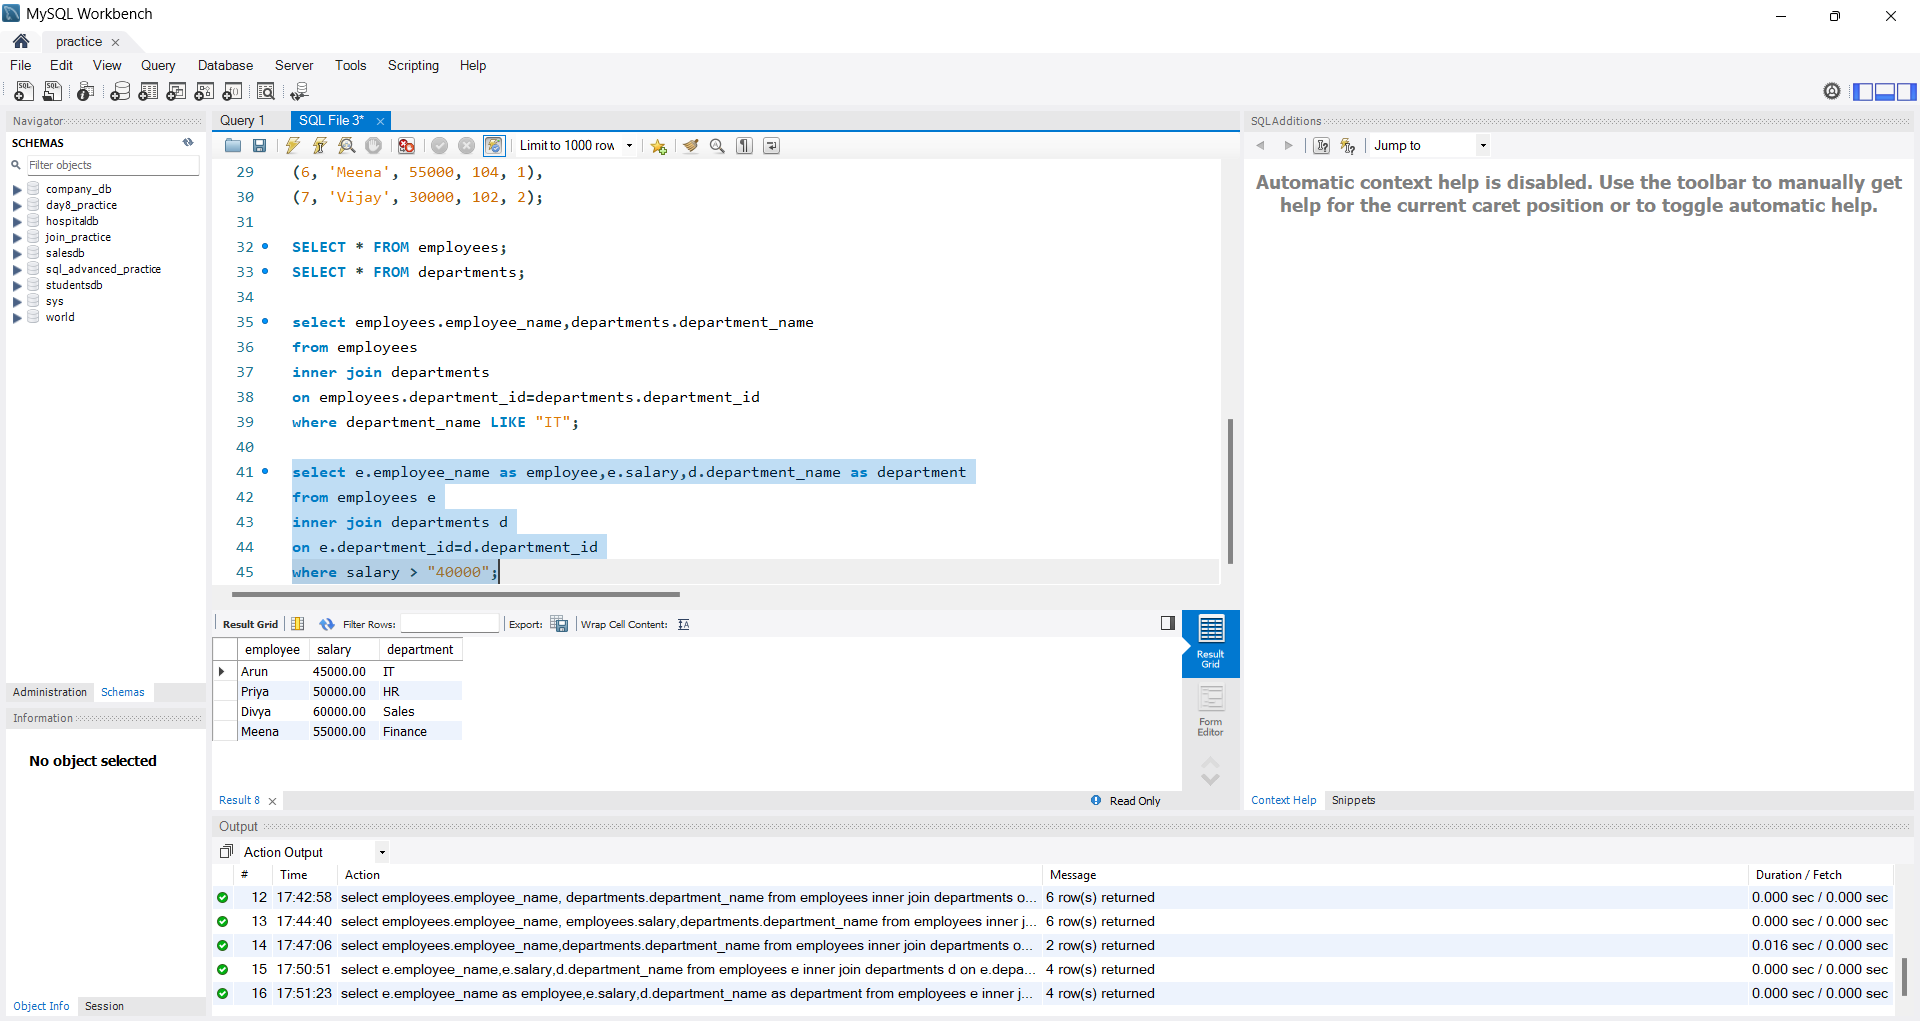 MySQL Workbench
practice
File Edit View Query Database Server Tools Scripting Help
Navigator
SCHEMAS
Filter objects
company_db
day8_practice
hospitaldb
join_practice
salesdb
sql_advanced_practice
studentsdb
sys
world
Administration Schemas
Information
No object selected
Object Info Session
Query 1 SQL File 3*
Limit to 1000 row
29 (6, 'Meena', 55000, 104, 1),
30 (7, 'Vijay', 30000, 102, 2);
31
32 SELECT * FROM employees;
33 SELECT * FROM departments;
34
35 select employees.employee_name,departments.department_name
36 from employees
37 inner join departments
38 on employees.department_id=departments.department_id
39 where department_name LIKE "IT";
40
41 select e.employee_name as employee,e.salary,d.department_name as department
42 from employees e
43 inner join departments d
44 on e.department_id=d.department_id
45 where salary > "40000";
Result Grid Filter Rows: Export: Wrap Cell Content:
employee salary department
Arun 45000.00 IT
Priya 50000.00 HR
Divya 60000.00 Sales
Meena 55000.00 Finance
Result Grid
Form Editor
Result 8 Read Only
SQLAdditions
Jump to
Automatic context help is disabled. Use the toolbar to manually get
help for the current caret position or to toggle automatic help.
Context Help Snippets
Output
Action Output
# Time Action Message Duration / Fetch
12 17:42:58 select employees.employee_name, departments.department_name from employees inner join departments o... 6 row(s) returned 0.000 sec / 0.000 sec
13 17:44:40 select employees.employee_name, employees.salary,departments.department_name from employees inner j... 6 row(s) returned 0.000 sec / 0.000 sec
14 17:47:06 select employees.employee_name,departments.department_name from employees inner join departments o... 2 row(s) returned 0.016 sec / 0.000 sec
15 17:50:51 select e.employee_name,e.salary,d.department_name from employees e inner join departments d on e.depa... 4 row(s) returned 0.000 sec / 0.000 sec
16 17:51:23 select e.employee_name as employee,e.salary,d.department_name as department from employees e inner j... 4 row(s) returned 0.000 sec / 0.000 sec